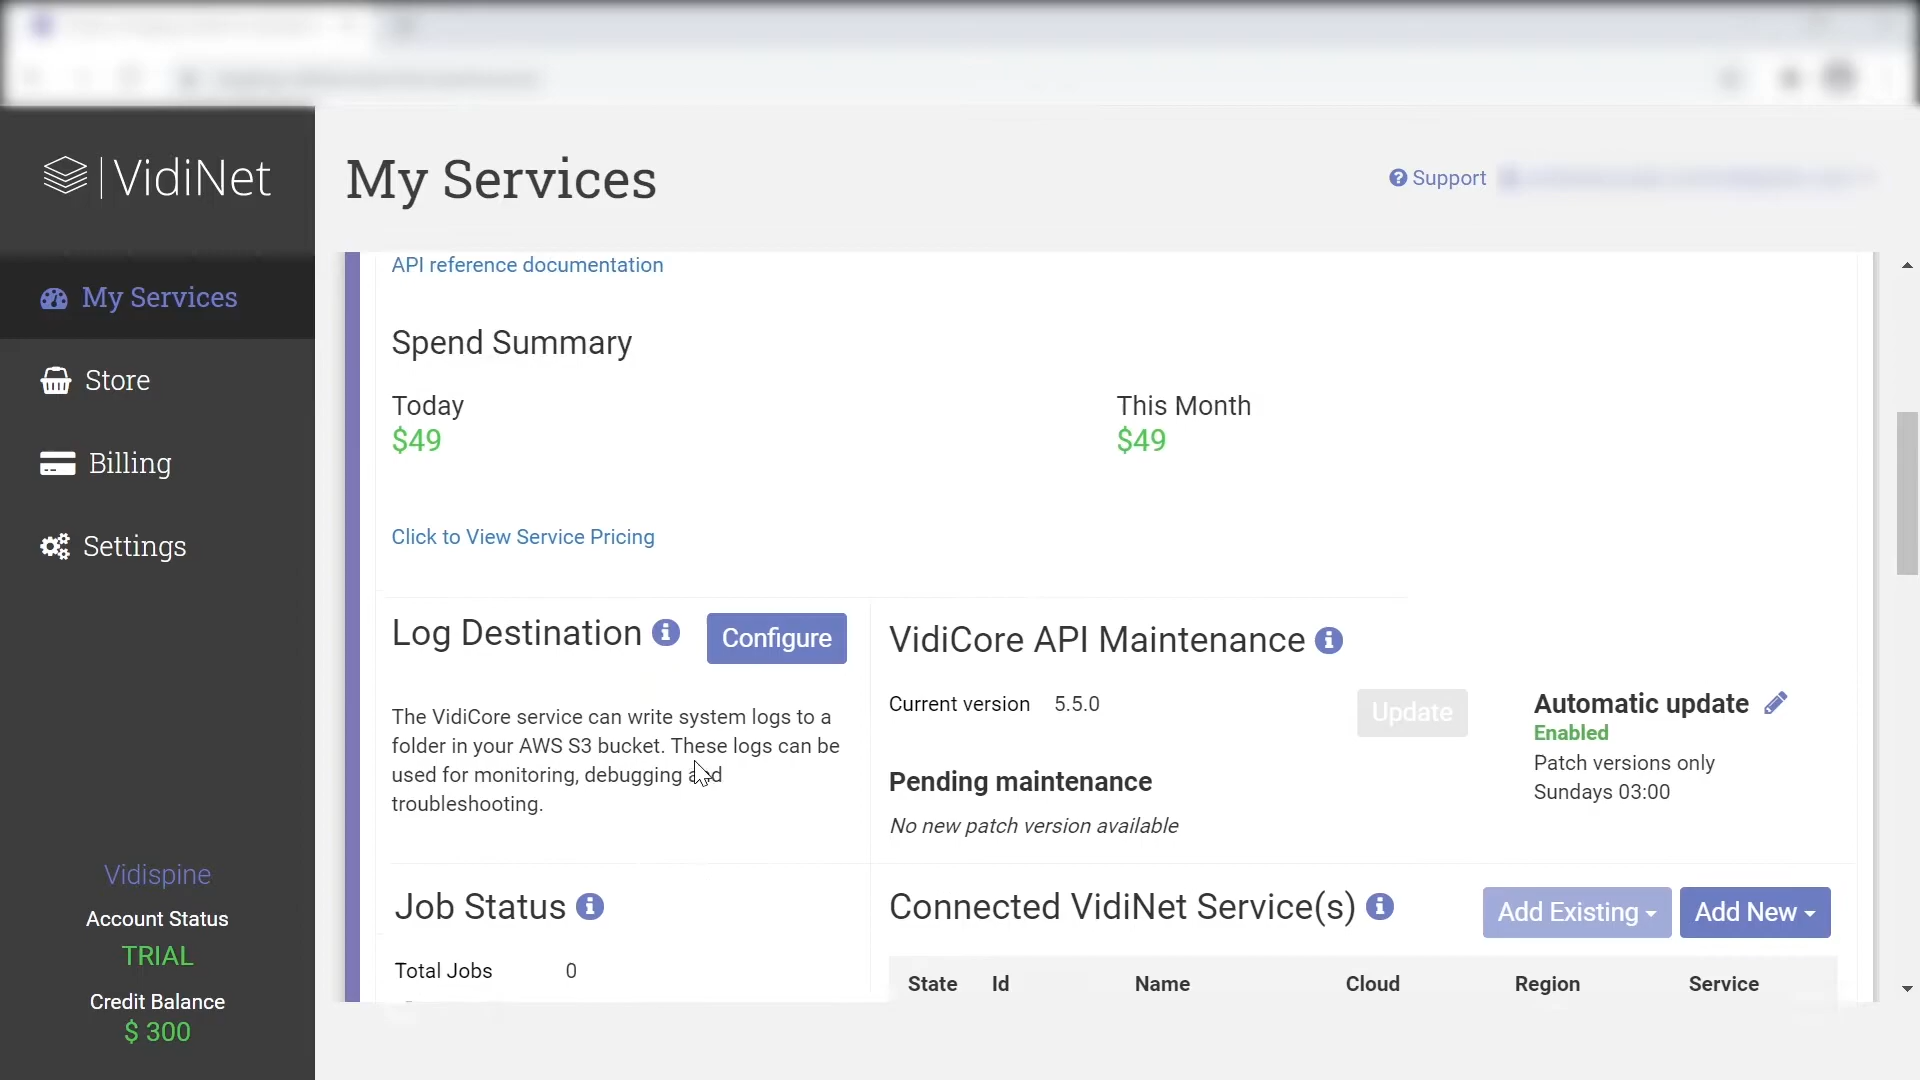 VidiNet
My Services
Support
My Services
Store
Billing
Settings
API reference documentation
Spend Summary
Today
This Month
$49
$49
Click to View Service Pricing
Log Destination
Configure
The VidiCore service can write system logs to a
folder in your AWS S3 bucket. These logs can be
used for monitoring, debugging and
troubleshooting.
VidiCore API Maintenance
Current version 5.5.0
Update
Automatic update
Enabled
Patch versions only
Sundays 03:00
Pending maintenance
No new patch version available
Job Status
Total Jobs 0
Connected VidiNet Service(s)
Add Existing
Add New
State Id Name Cloud Region Service
Vidispine
Account Status
TRIAL
Credit Balance
$ 300